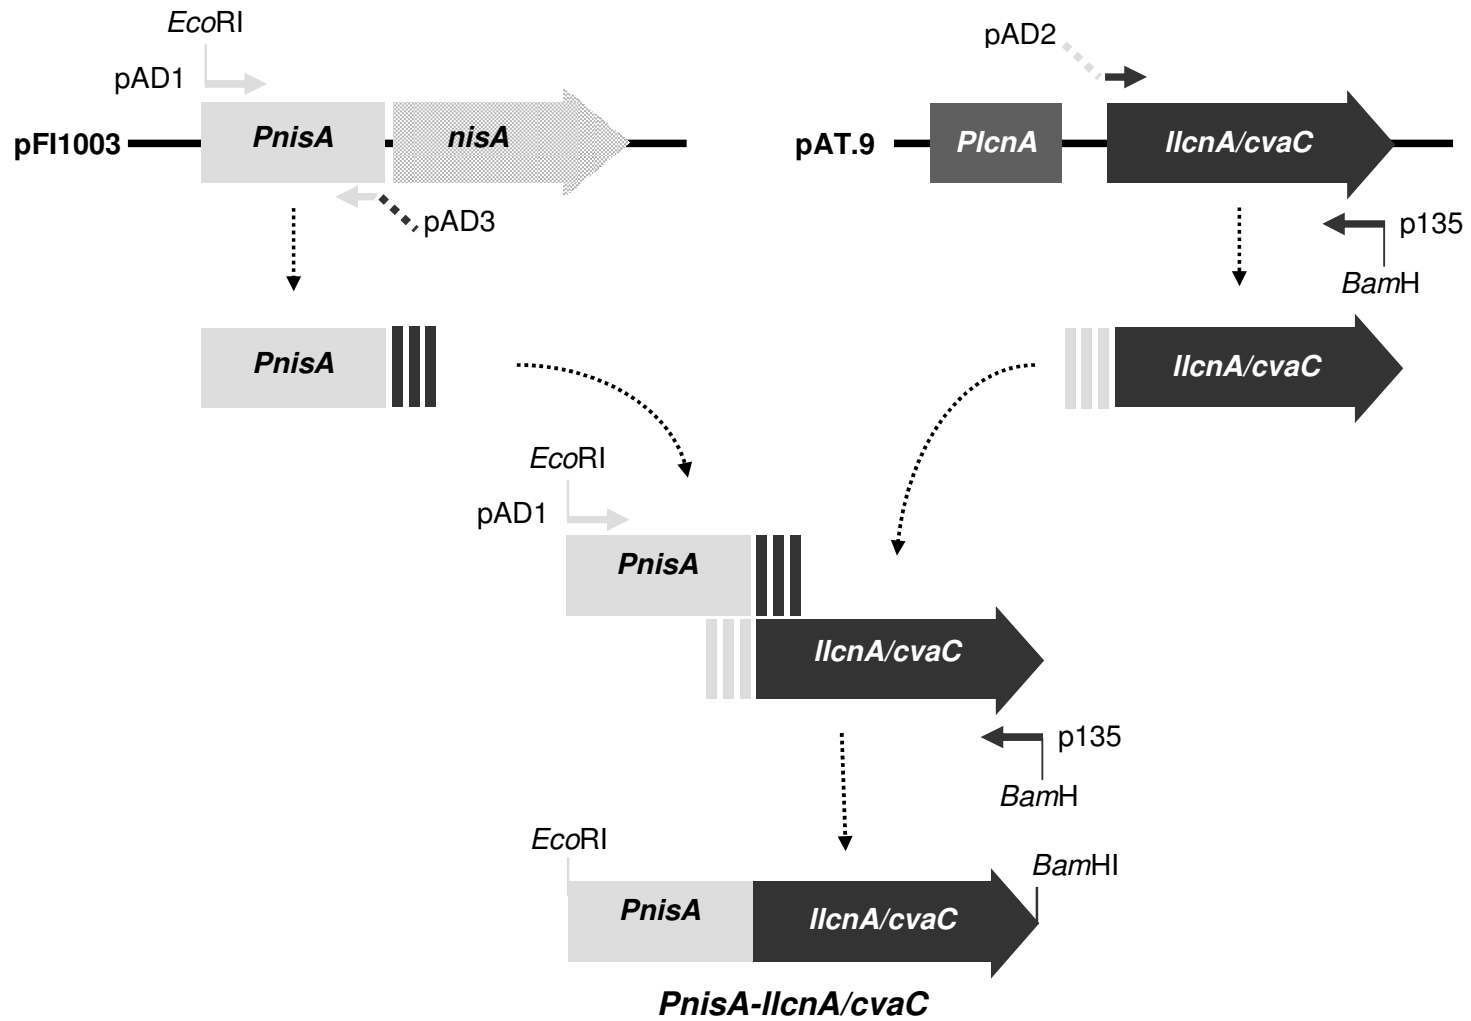 EcoRI
pAD1
pFI1003
PnisA
nisA
pAD3
pAD2
pAT.9
PlcnA
llcnA/cvaC
p135
BamH
PnisA
llcnA/cvaC
EcoRI
pAD1
PnisA
llcnA/cvaC
p135
BamH
EcoRI
BamHI
PnisA
llcnA/cvaC
PnisA-llcnA/cvaC